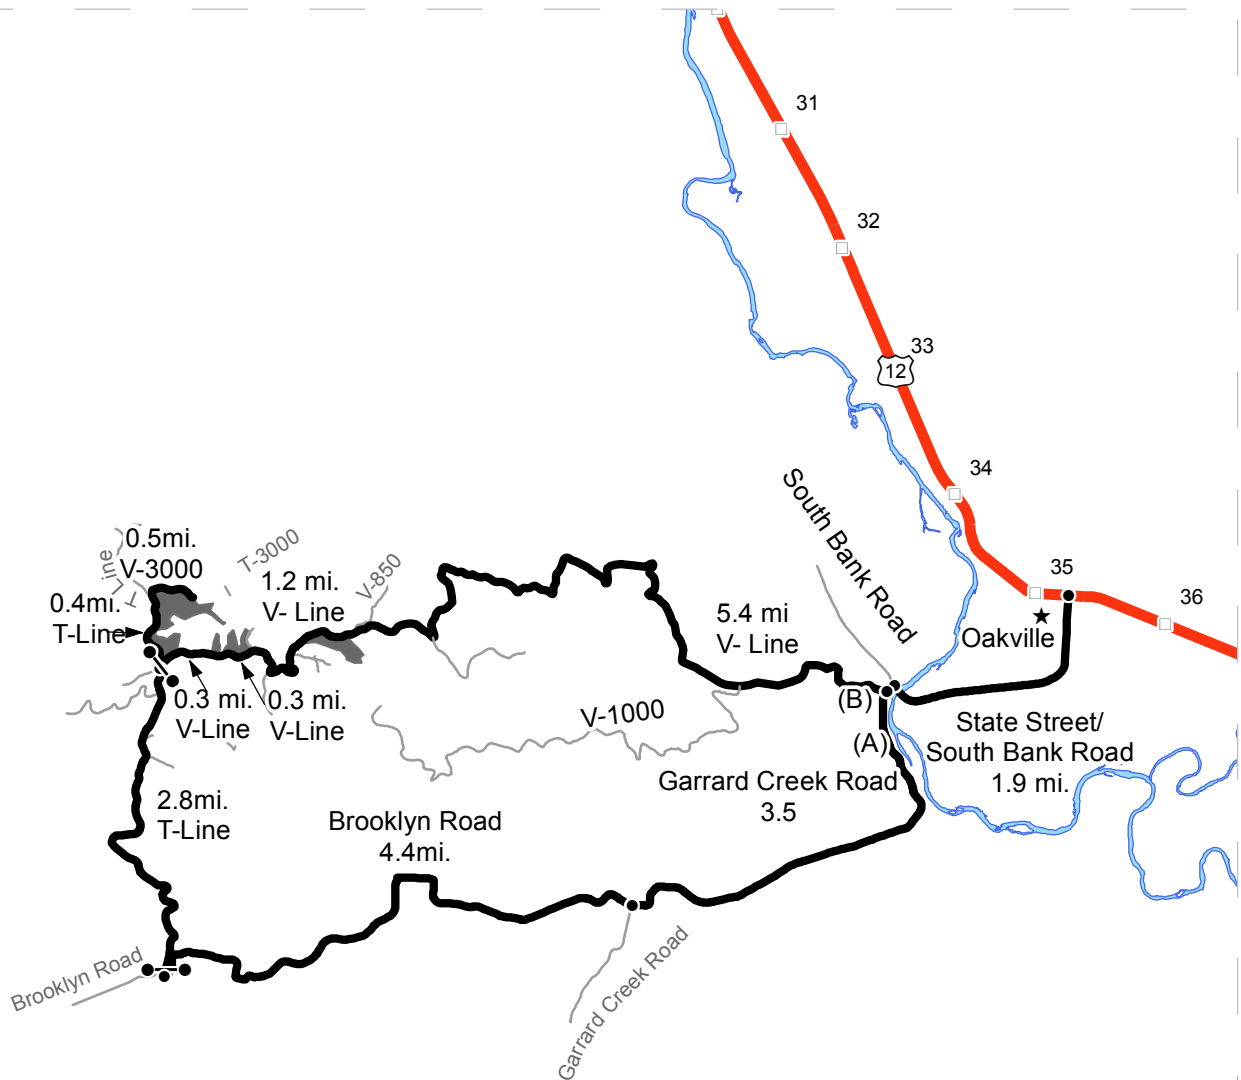 31
32
33
12
34
35
36
Oakville
South Bank Road
0.5mi.
V-3000
T-3000
T-Line
0.4mi.
T-Line
1.2 mi.
V- Line
V-850
5.4 mi
V- Line
0.3 mi.
V-Line
0.3 mi.
V-Line
V-1000
(B)
(A)
State Street/
South Bank Road
1.9 mi.
Garrard Creek Road
3.5
2.8mi.
T-Line
Brooklyn Road
4.4mi.
Brooklyn Road
Garrard Creek Road